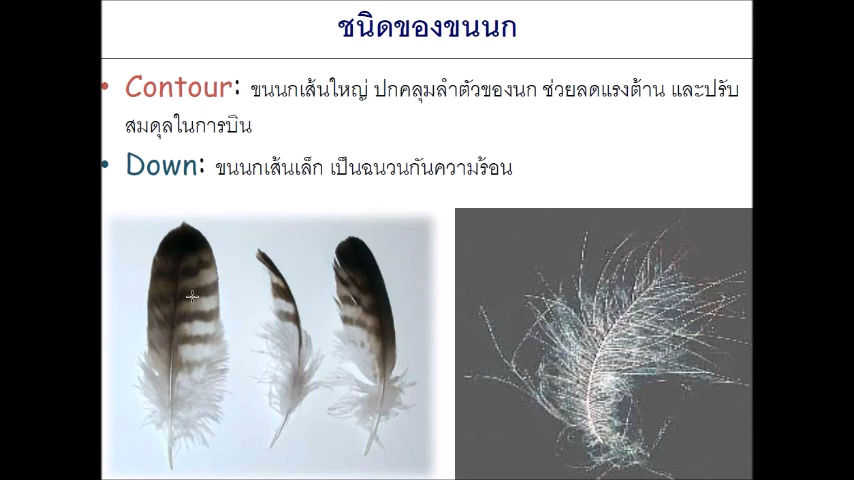 ชนิดของขนนก
• Contour: ขนนกเส้นใหญ่ ปกคลุมลำตัวของนก ช่วยลดแรงต้าน และปรับ
สมดุลในการบิน
• Down: ขนนกเส้นเล็ก เป็นฉนวนกันความร้อน